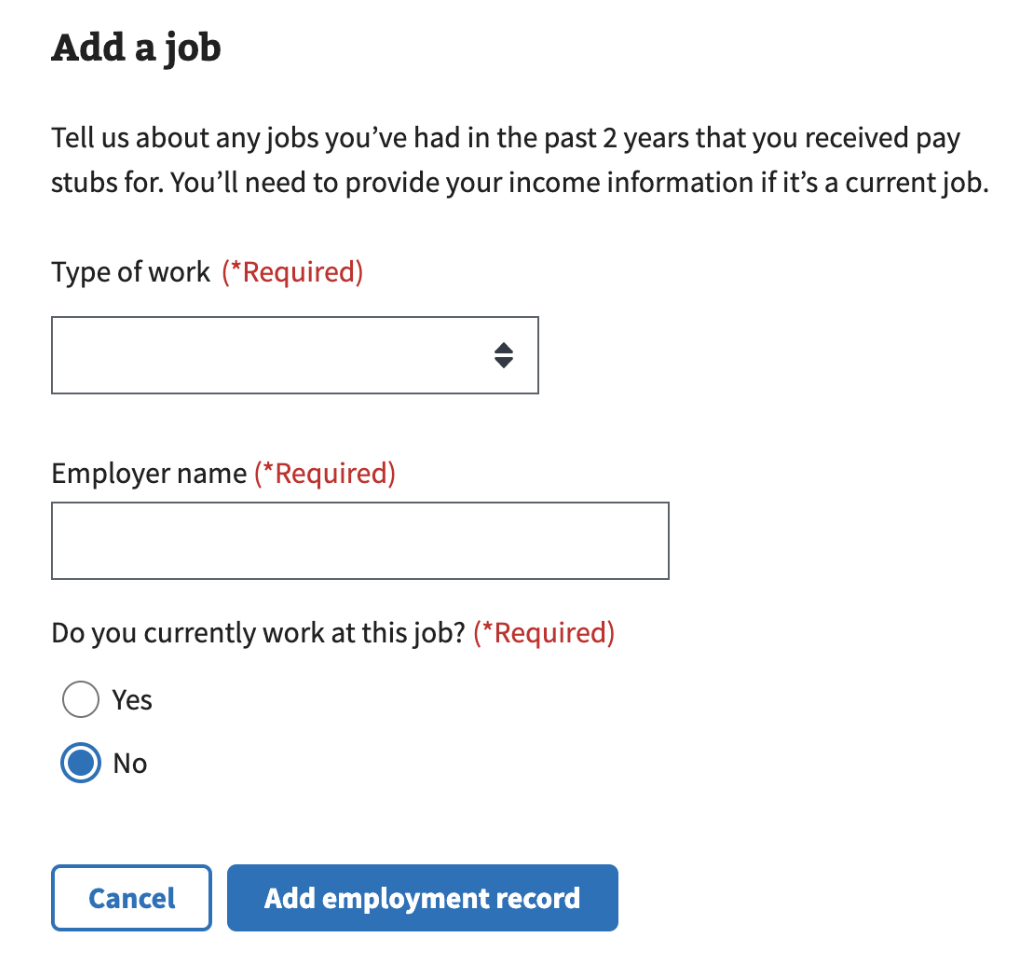 Add a job
Tell us about any jobs you’ve had in the past 2 years that you received pay
stubs for. You’ll need to provide your income information if it’s a current job.
Type of work (*Required)
Employer name (*Required)
Do you currently work at this job? (*Required)
Yes
No
Cancel Add employment record